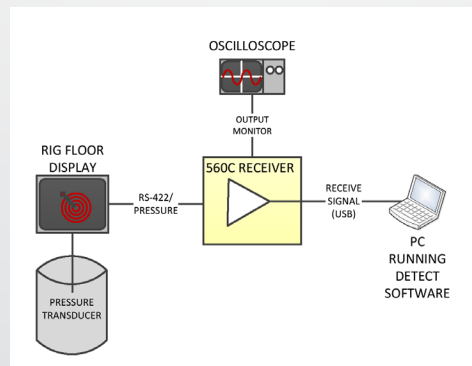 OSCILLOSCOPE
OUTPUT
MONITOR
RIG FLOOR
DISPLAY
560C RECEIVER
RS-422/
PRESSURE
RECEIVE
SIGNAL
(USB)
PC
RUNNING
DETECT
SOFTWARE
PRESSURE
TRANSDUCER